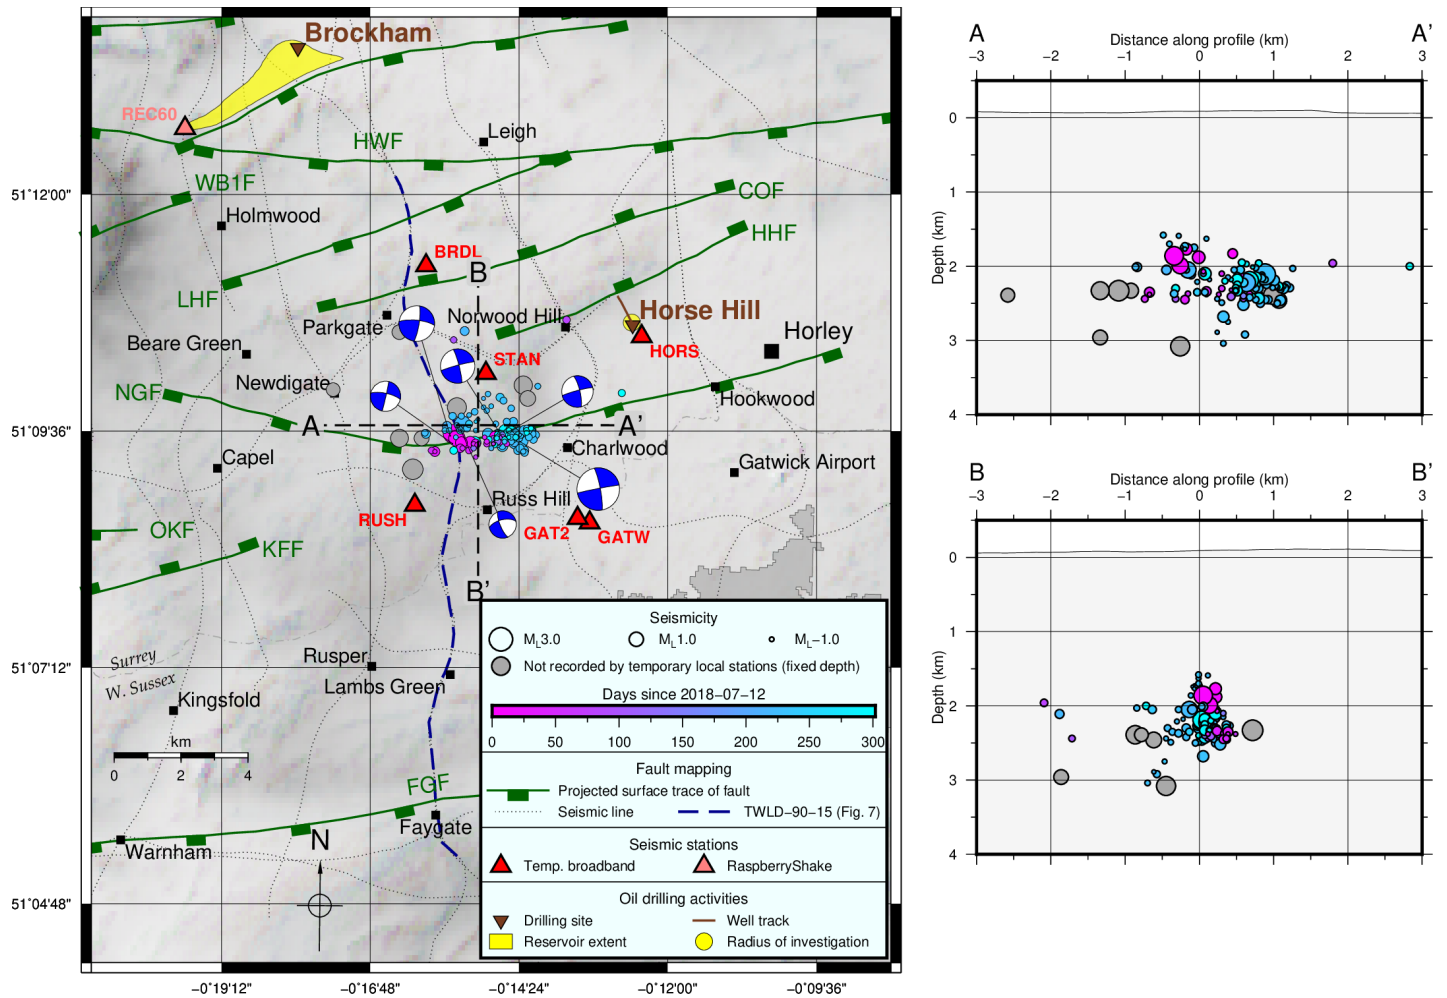 Brockham
REC60
HWF
Leigh
WB1F
COF
Holmwood
HHF
BRDL
B
LHF
Horse Hill
Parkgate
Norwood Hill
Horley
Beare Green
STAN
HORS
Newdigate
NGF
Hookwood
A
A'
Charlwood
Capel
Gatwick Airport
Russ Hill
RUSH
GAT2
GATW
OKF
KFF
B'
Surrey
W. Sussex
Rusper
Lambs Green
Kingsfold
km
0 2 4
FGF
Faygate
Warnham
N
51°12'00"
51°09'36"
51°07'12"
51°04'48"
−0°19'12" −0°16'48" −0°14'24" −0°12'00" −0°09'36"
Seismicity
ML3.0 ML1.0 ML−1.0
Not recorded by temporary local stations (fixed depth)
Days since 2018−07−12
0 50 100 150 200 250 300
Fault mapping
Projected surface trace of fault
Seismic line TWLD−90−15 (Fig. 7)
Seismic stations
Temp. broadband RaspberryShake
Oil drilling activities
Drilling site Well track
Reservoir extent Radius of investigation
A A'
Distance along profile (km)
−3 −2 −1 0 1 2 3
Depth (km)
0
1
2
3
4
B B'
Distance along profile (km)
−3 −2 −1 0 1 2 3
Depth (km)
0
1
2
3
4